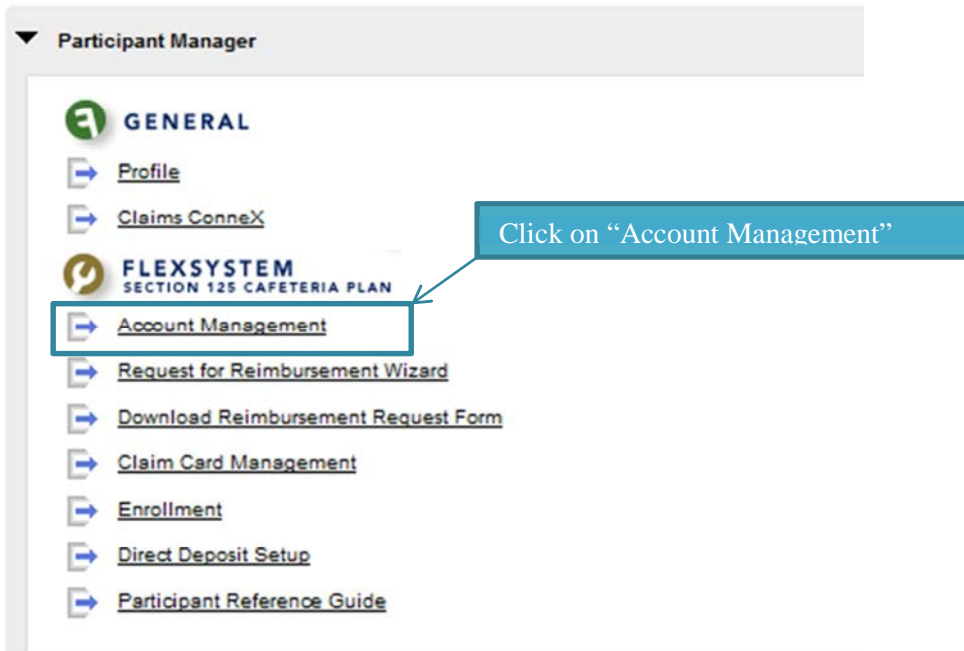 Participant Manager
GENERAL
Profile
Claims ConneX
Click on “Account Management”
FLEXSYSTEM
SECTION 125 CAFETERIA PLAN
Account Management
Request for Reimbursement Wizard
Download Reimbursement Request Form
Claim Card Management
Enrollment
Direct Deposit Setup
Participant Reference Guide